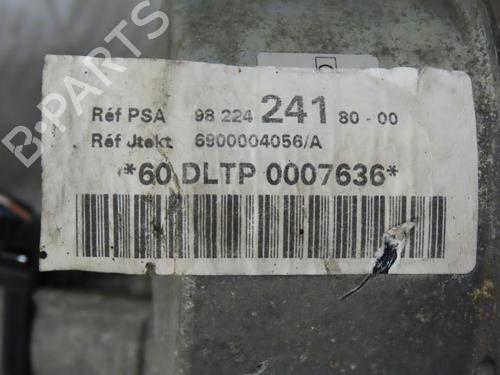 B-PARTS
Réf PSA 98 224 241 80 - 00
Réf Jtekt 6900004056/A
*60 DLTP 0007636*